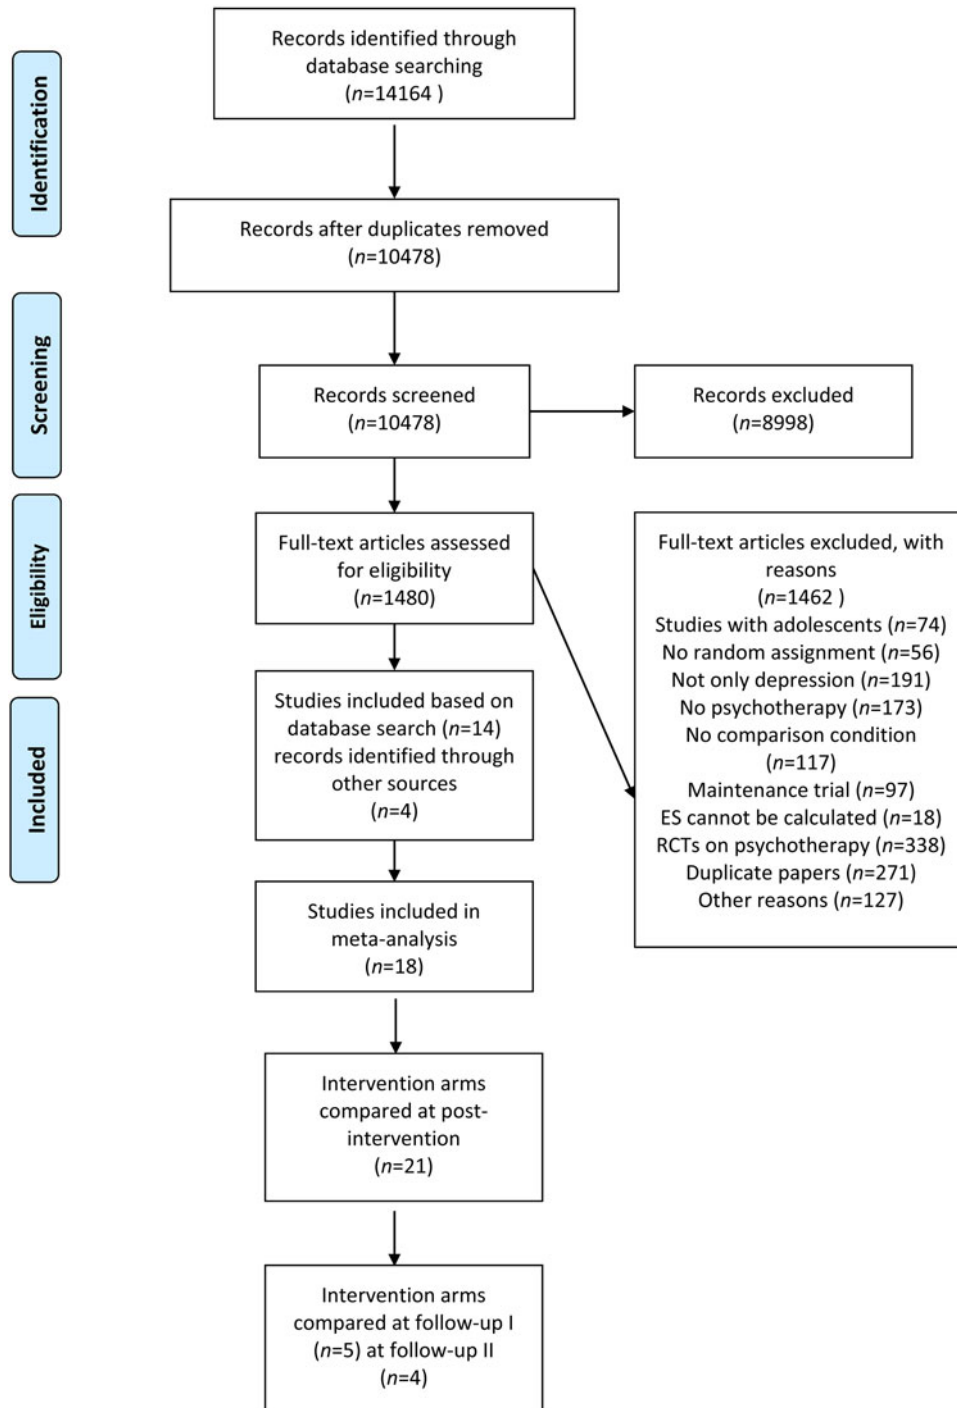 Identification
Screening
Eligibility
Included
Records identified through
database searching
(n=14164 )
Records after duplicates removed
(n=10478)
Records screened
(n=10478)
Records excluded
(n=8998)
Full-text articles assessed
for eligibility
(n=1480)
Full-text articles excluded, with
reasons
(n=1462 )
Studies with adolescents (n=74)
No random assignment (n=56)
Not only depression (n=191)
No psychotherapy (n=173)
No comparison condition
(n=117)
Maintenance trial (n=97)
ES cannot be calculated (n=18)
RCTs on psychotherapy (n=338)
Duplicate papers (n=271)
Other reasons (n=127)
Studies included based on
database search (n=14)
records identified through
other sources
(n=4)
Studies included in
meta-analysis
(n=18)
Intervention arms
compared at post-
intervention
(n=21)
Intervention arms
compared at follow-up I
(n=5) at follow-up II
(n=4)